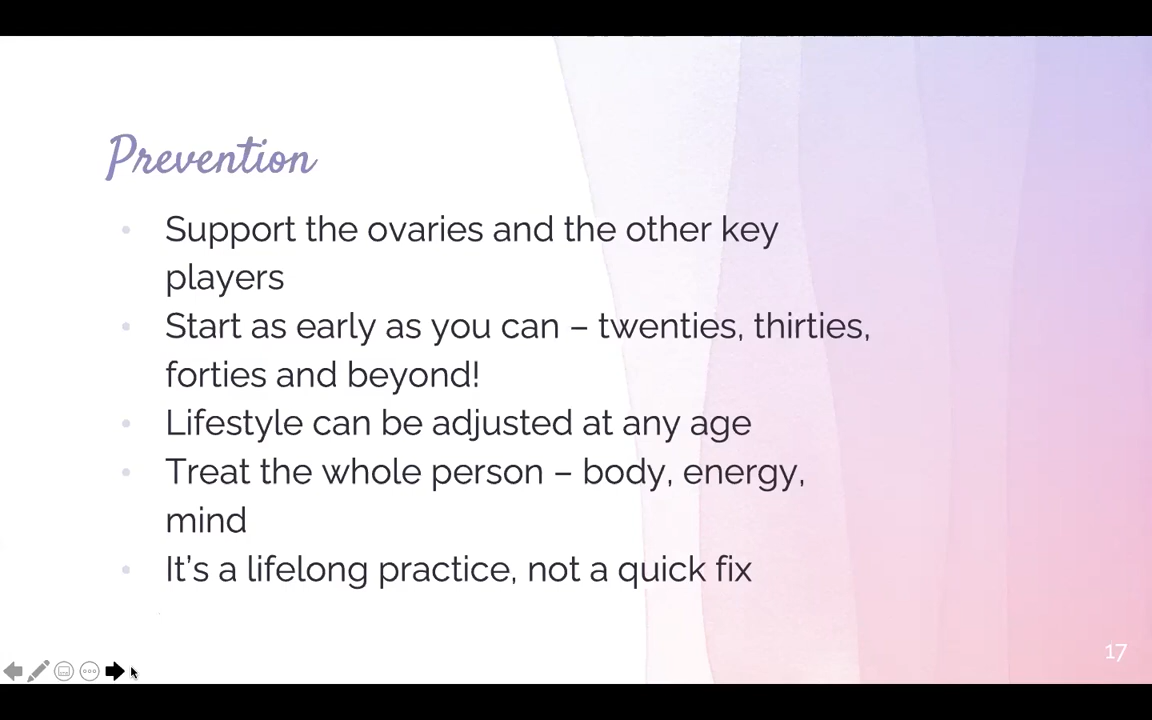 Prevention
• Support the ovaries and the other key
players
• Start as early as you can – twenties, thirties,
forties and beyond!
• Lifestyle can be adjusted at any age
• Treat the whole person – body, energy,
mind
• It’s a lifelong practice, not a quick fix
17